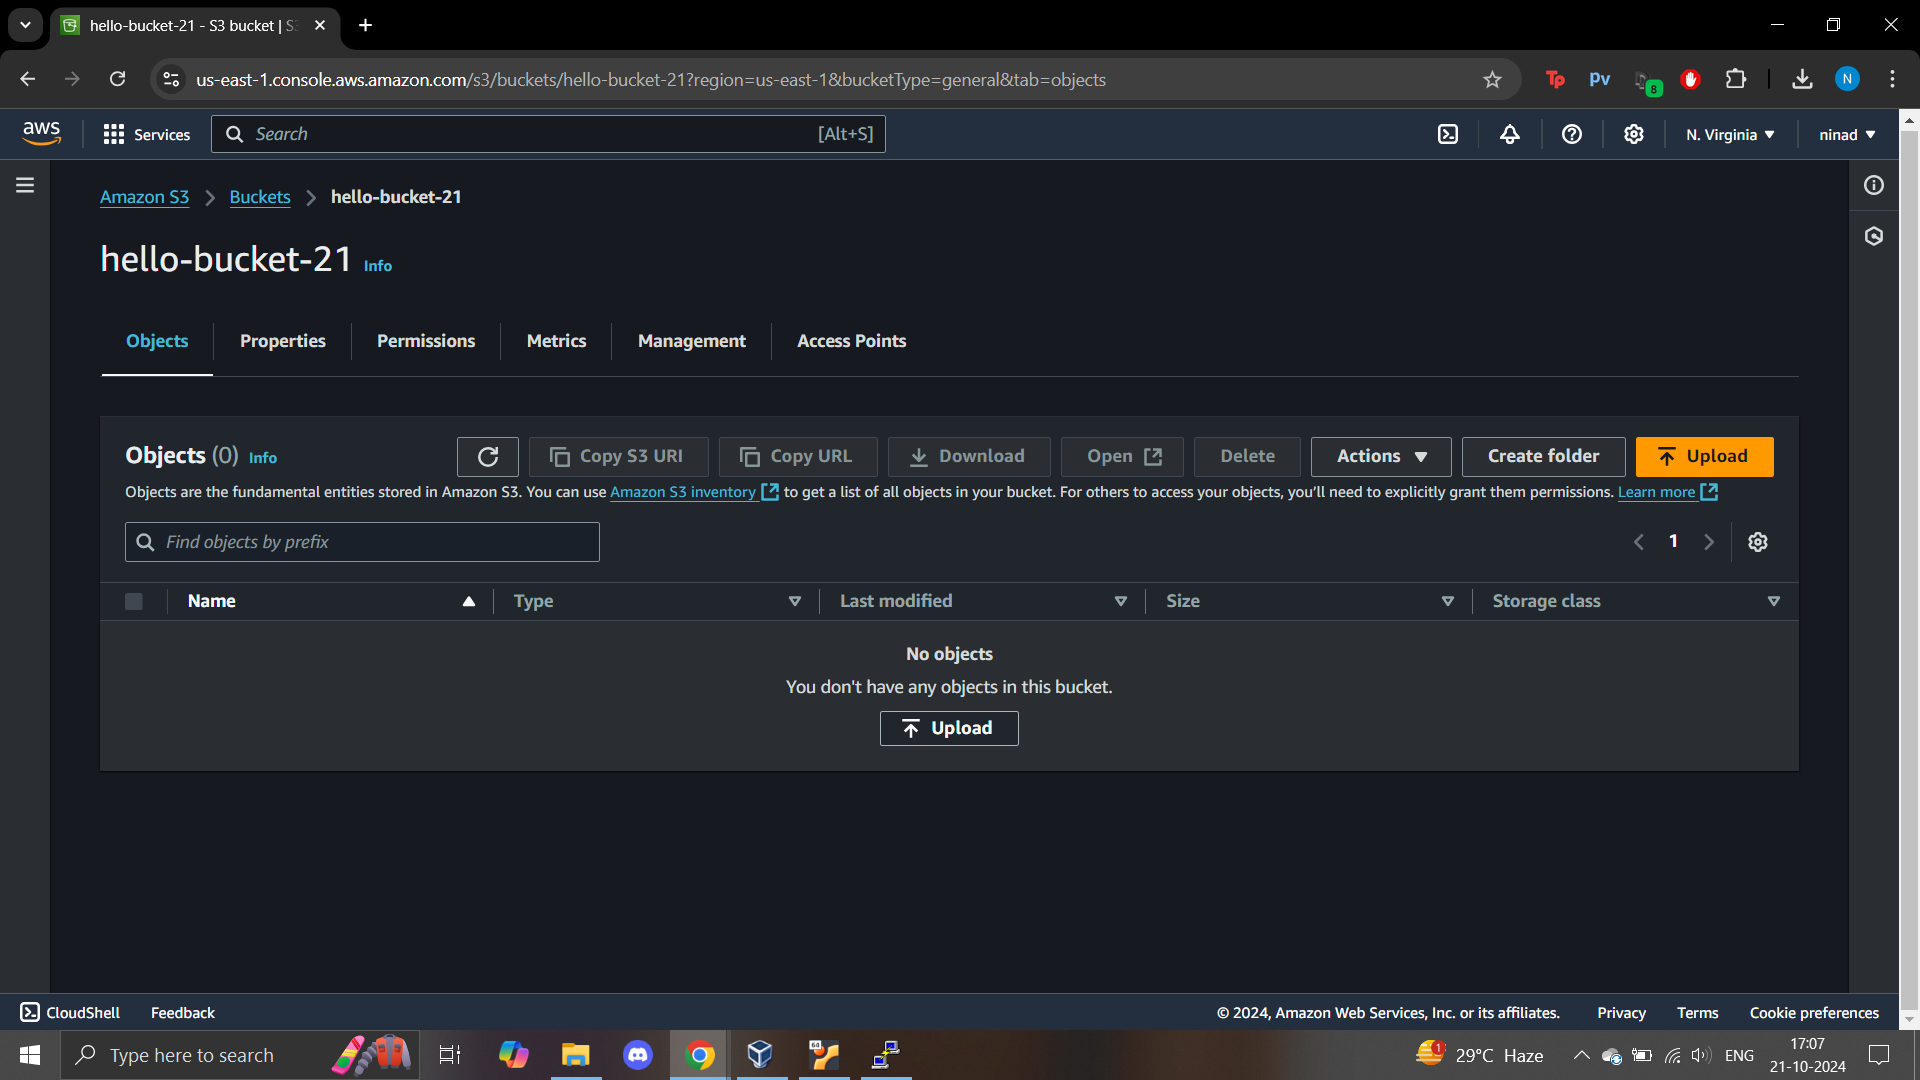 hello-bucket-21 - S3 bucket | S3
us-east-1.console.aws.amazon.com/s3/buckets/hello-bucket-21?region=us-east-1&bucketType=general&tab=objects
Tp
pv
8
N
aws
Services
Search
[Alt+S]
N. Virginia
ninad
Amazon S3
Buckets
hello-bucket-21
hello-bucket-21 Info
Objects
Properties
Permissions
Metrics
Management
Access Points
Objects (0) Info
Copy S3 URI
Copy URL
Download
Open
Delete
Actions
Create folder
Upload
Objects are the fundamental entities stored in Amazon S3. You can use Amazon S3 inventory to get a list of all objects in your bucket. For others to access your objects, you'll need to explicitly grant them permissions. Learn more
Find objects by prefix
1
Name
Type
Last modified
Size
Storage class
No objects
You don't have any objects in this bucket.
Upload
CloudShell
Feedback
© 2024, Amazon Web Services, Inc. or its affiliates.
Privacy
Terms
Cookie preferences
Type here to search
64
1
29°C Haze
ENG
17:07
21-10-2024